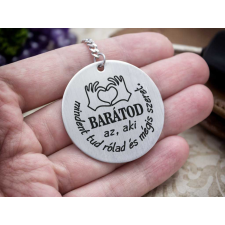 BARÁTOD
az, aki
mindent tud rólad és mégis szeret.